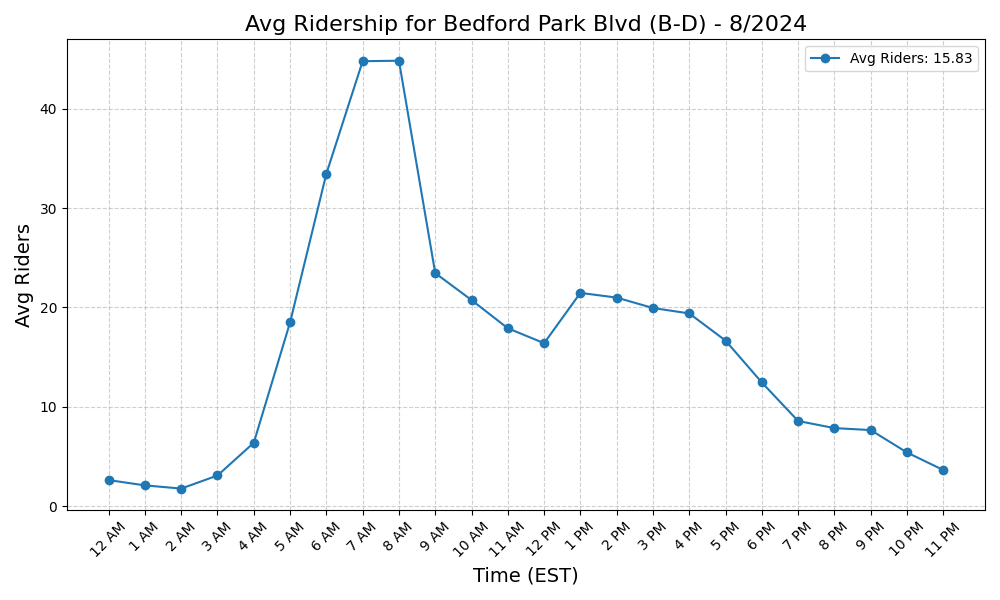 Avg Ridership for Bedford Park Blvd (B-D) - 8/2024
Avg Riders: 15.83
Avg Riders
40
30
20
10
0
12 AM
1 AM
2 AM
3 AM
4 AM
5 AM
6 AM
7 AM
8 AM
9 AM
10 AM
11 AM
12 PM
1 PM
2 PM
3 PM
4 PM
5 PM
6 PM
7 PM
8 PM
9 PM
10 PM
11 PM
Time (EST)